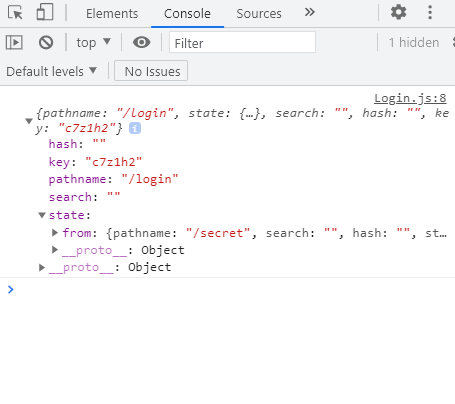 Elements Console Sources »
top ▼ Filter 1 hidden
Default levels ▼ No Issues
Login.js:8
{pathname: "/login", state: {…}, search: "", hash: "", ke
y: "c7z1h2"} i
hash: ""
key: "c7z1h2"
pathname: "/login"
search: ""
▼ state:
▶ from: {pathname: "/secret", search: "", hash: "", st…
▶ __proto__: Object
▶ __proto__: Object
>